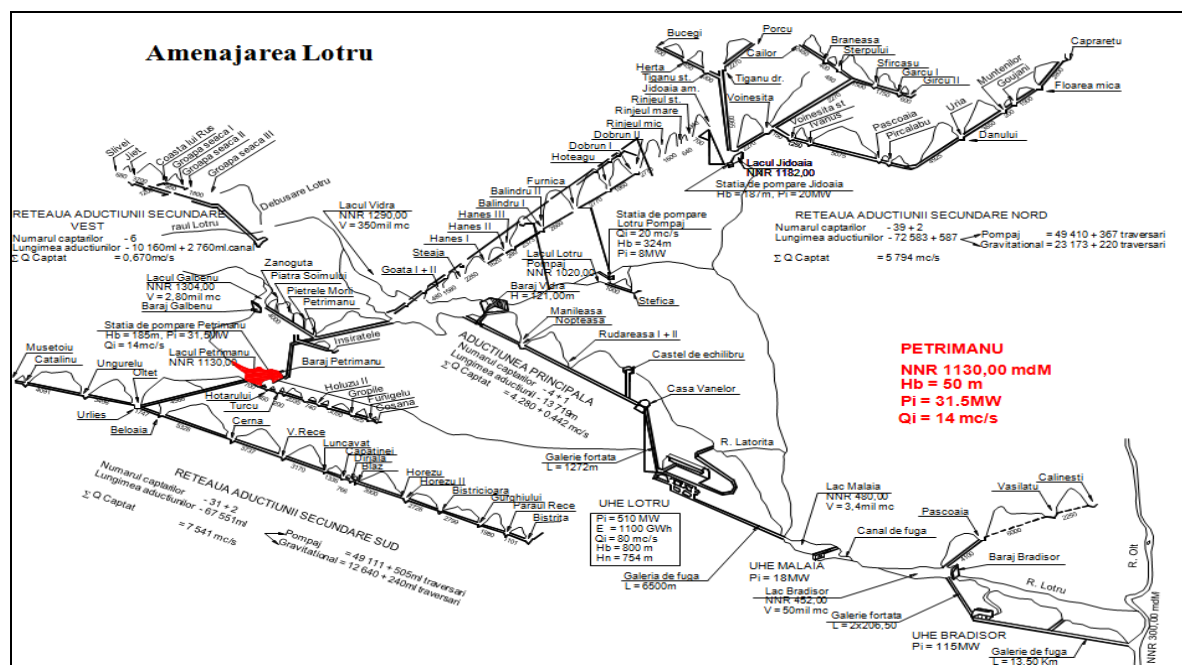 Amenajarea Lotru
Bucegi
Porcu
Herta
Cailor
Tiganu st.
Tiganu dr.
Jidoaia am.
Rinjeul st.
Voinesita
Rinjeul mare
Rinjeul mic
Dobrun II
Dobrun I
Hoteagu
Furnica
Balindru II
Balindru I
Hanes III
Hanes II
Hanes I
Steaja
Goata I + II
Braneasa
Sterpului
Sfircasu
Garcu I
Gircu II
Capraretu
Muntenilor
Goujani
Floarea mica
Uria
Danului
Pascoaia
Pircalabu
Voinesita st
Ivanus
Lacul Jidoaia
NNR 1182,00
Statia de pompare Jidoaia
Hb = 187m, Pi = 20MW
Slivei
Jiet
Coasta lui Rus
Groapa seaca I
Groapa seaca II
Groapa seaca III
Debusare Lotru
RETEAUA ADUCTIUNII SECUNDARE
VEST
raul Lotru
Numarul captarilor - 6
Lungimea aductiunilor - 10 160ml + 2 760ml.canal
Σ Q Captat = 0,670mc/s
Lacul Vidra
NNR 1290,00
V = 350mil mc
Statia de pompare
Lotru Pompaj
Qi = 20 mc/s
Hb = 324m
Pi = 8MW
Lacul Lotru
Pompaj
NNR 1020,00
Stefica
RETEAUA ADUCTIUNII SECUNDARE NORD
Numarul captarilor - 39 + 2
Lungimea aductiunilor - 72 583 + 587
Pompaj = 49 410 + 367 traversari
Gravitational = 23 173 + 220 traversari
Σ Q Captat = 5 794 mc/s
Baraj Vidra
H = 121,00m
Zanoguta
Lacul Galbenu
NNR 1304,00
V = 2,80mil mc
Baraj Galbenu
Piatra Soimului
Pietrele Morii
Petrimanu
Insiratele
Statia de pompare Petrimanu
Hb = 185m, Pi = 31,5MW
Qi = 14mc/s
Lacul Petrimanu
NNR 1130,00
Baraj Petrimanu
Musetoiu
Catalinu
Ungurelu
Oltet
Urlies
Beloaia
Hotarului
Turcu
Holuzu II
Gropile
Funigelu
Cosana
Manileasa
Nopteasa
Rudareasa I + II
Castel de echilibru
Casa Vanelor
ADUCTIUNEA PRINCIPALA
Numarul captarilor - 4 + 1
Lungimea aductiunii - 13 719m
Σ Q Captat = 4.280 + 0.442 mc/s
PETRIMANU
NNR 1130,00 mdM
Hb = 50 m
Pi = 31.5MW
Qi = 14 mc/s
Cerna
V.Rece
Luncavat
Capatinei
Dirjala
Blaz
Horezu
Horezu II
Bistricioara
Gurghiului
Paraul Rece
Bistrita
RETEAUA ADUCTIUNII SECUNDARE SUD
Numarul captarilor - 31 + 2
Lungimea aductiunilor - 67 551ml
Σ Q Captat = 7 541 mc/s
Pompaj = 49 111 + 505ml traversari
Gravitational = 12 640 + 240ml traversari
R. Latorita
Galerie fortata
L = 1272m
UHE LOTRU
Pi = 510 MW
E = 1100 GWh
Qi = 80 mc/s
Hb = 800 m
Hn = 754 m
Galeria de fuga
L = 6500m
Lac Malaia
NNR 480,00
V = 3,4mil mc
Canal de fuga
UHE MALAIA
Pi = 18MW
Pascoaia
Vasilatu
Calinesti
Baraj Bradisor
Lac Bradisor
NNR 452,00
V = 50mil mc
R. Lotru
R. Olt
Galerie fortata
L = 2x206,50
UHE BRADISOR
Pi = 115MW
Galerie de fuga
L = 13.50 Km
NNR 300,00 mdM